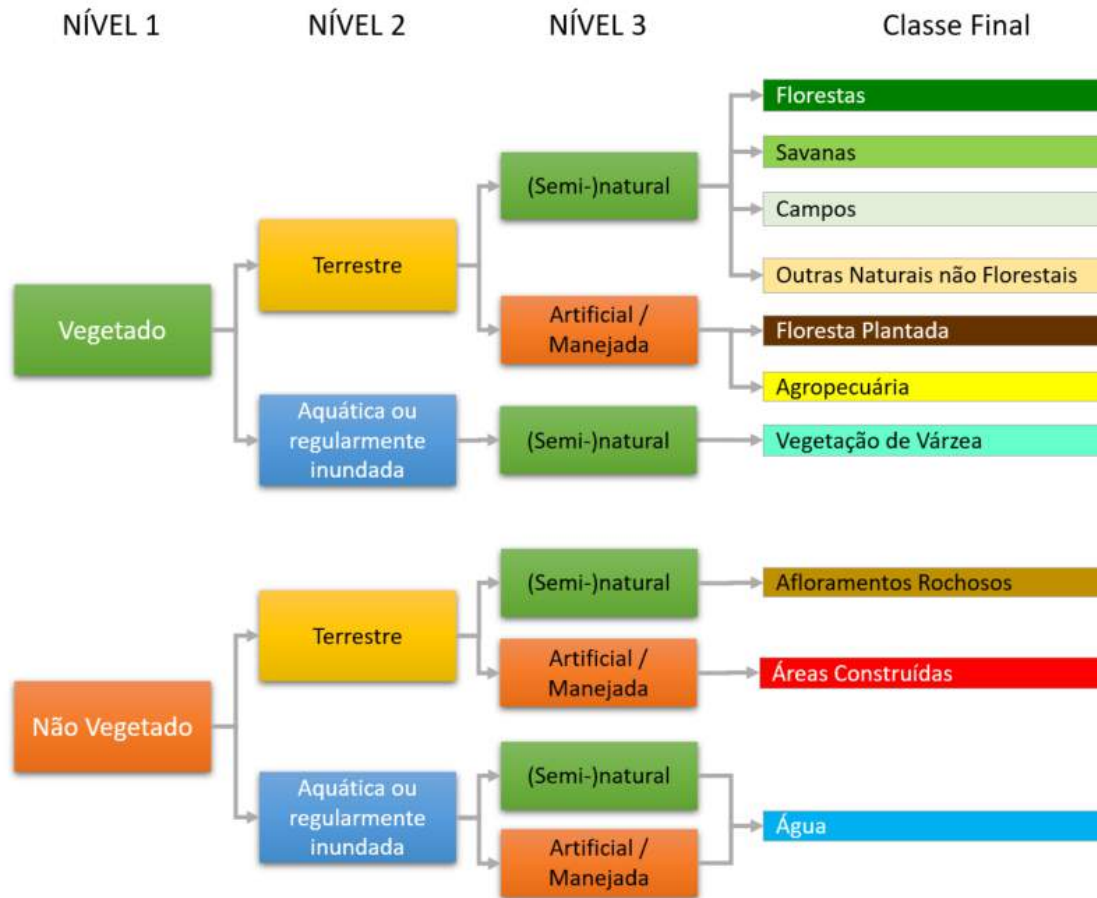 NÍVEL 1
NÍVEL 2
NÍVEL 3
Classe Final
Vegetado
Terrestre
(Semi-)natural
Florestas
Savanas
Campos
Outras Naturais não Florestais
Artificial /
Manejada
Floresta Plantada
Agropecuária
Aquática ou
regularmente
inundada
(Semi-)natural
Vegetação de Várzea
Não Vegetado
Terrestre
(Semi-)natural
Afloramentos Rochosos
Artificial /
Manejada
Áreas Construídas
Aquática ou
regularmente
inundada
(Semi-)natural
Artificial /
Manejada
Água